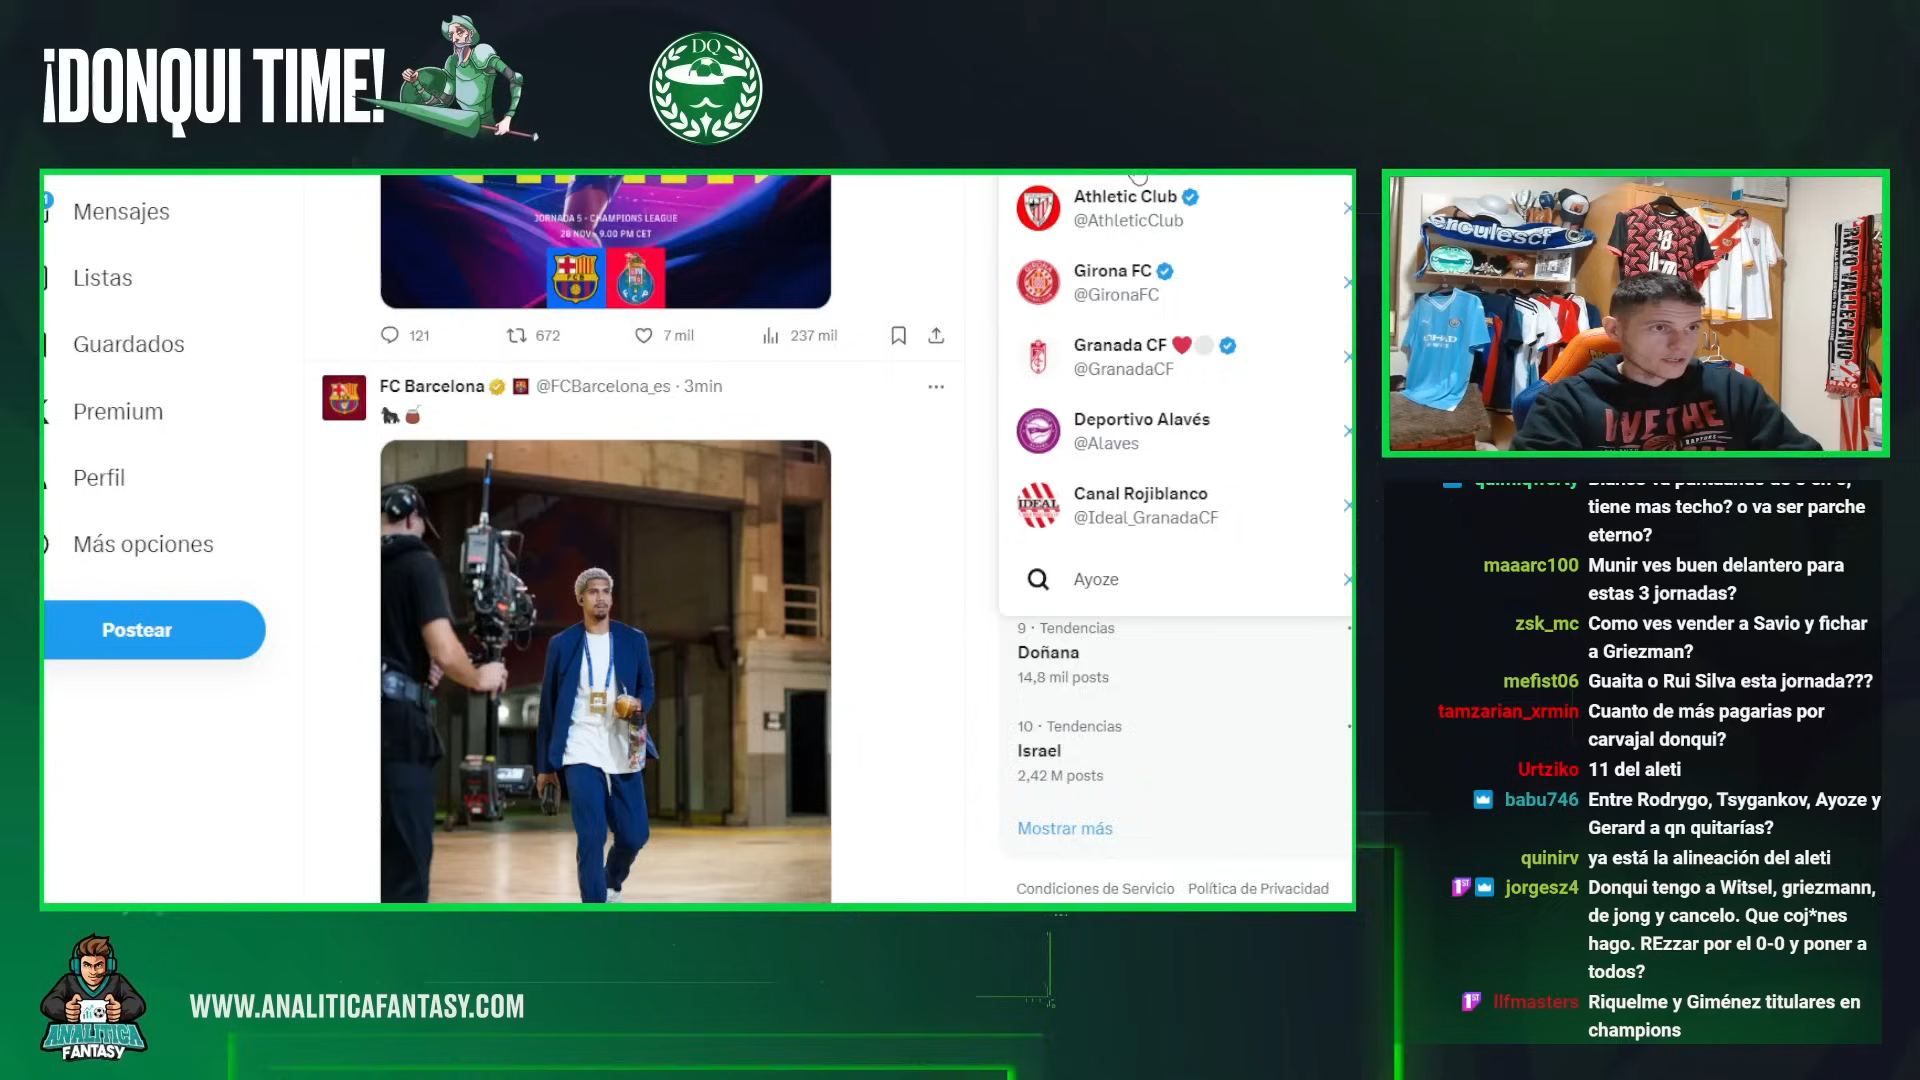 ¡DONQUI TIME!
DQ
Mensajes
Listas
Guardados
Premium
Perfil
Más opciones
Postear
JORNADA 5 - CHAMPIONS LEAGUE
28 NOV - 9.00 PM CET
121
672
7 mil
237 mil
FC Barcelona @FCBarcelona_es · 3min
Athletic Club
@AthleticClub
Girona FC
@GironaFC
Granada CF
@GranadaCF
Deportivo Alavés
@Alaves
IDEAL
Canal Rojiblanco
@Ideal_GranadaCF
Ayoze
9 · Tendencias
Doñana
14,8 mil posts
10 · Tendencias
Israel
2,42 M posts
Mostrar más
Condiciones de Servicio Política de Privacidad
erculescf
18
RAYO VALLECANO
WE THE
RAPTORS
tiene mas techo? o va ser parche
eterno?
maaarc100 Munir ves buen delantero para
estas 3 jornadas?
zsk_mc Como ves vender a Savio y fichar
a Griezman?
mefist06 Guaita o Rui Silva esta jornada???
tamzarian_xrmin Cuanto de más pagarias por
carvajal donqui?
Urtziko 11 del aleti
babu746 Entre Rodrygo, Tsygankov, Ayoze y
Gerard a qn quitarías?
quinirv ya está la alineación del aleti
jorgesz4 Donqui tengo a Witsel, griezmann,
de jong y cancelo. Que coj*nes
hago. REzzar por el 0-0 y poner a
todos?
llfmasters Riquelme y Giménez titulares en
champions
ANALITICA
FANTASY
WWW.ANALITICAFANTASY.COM